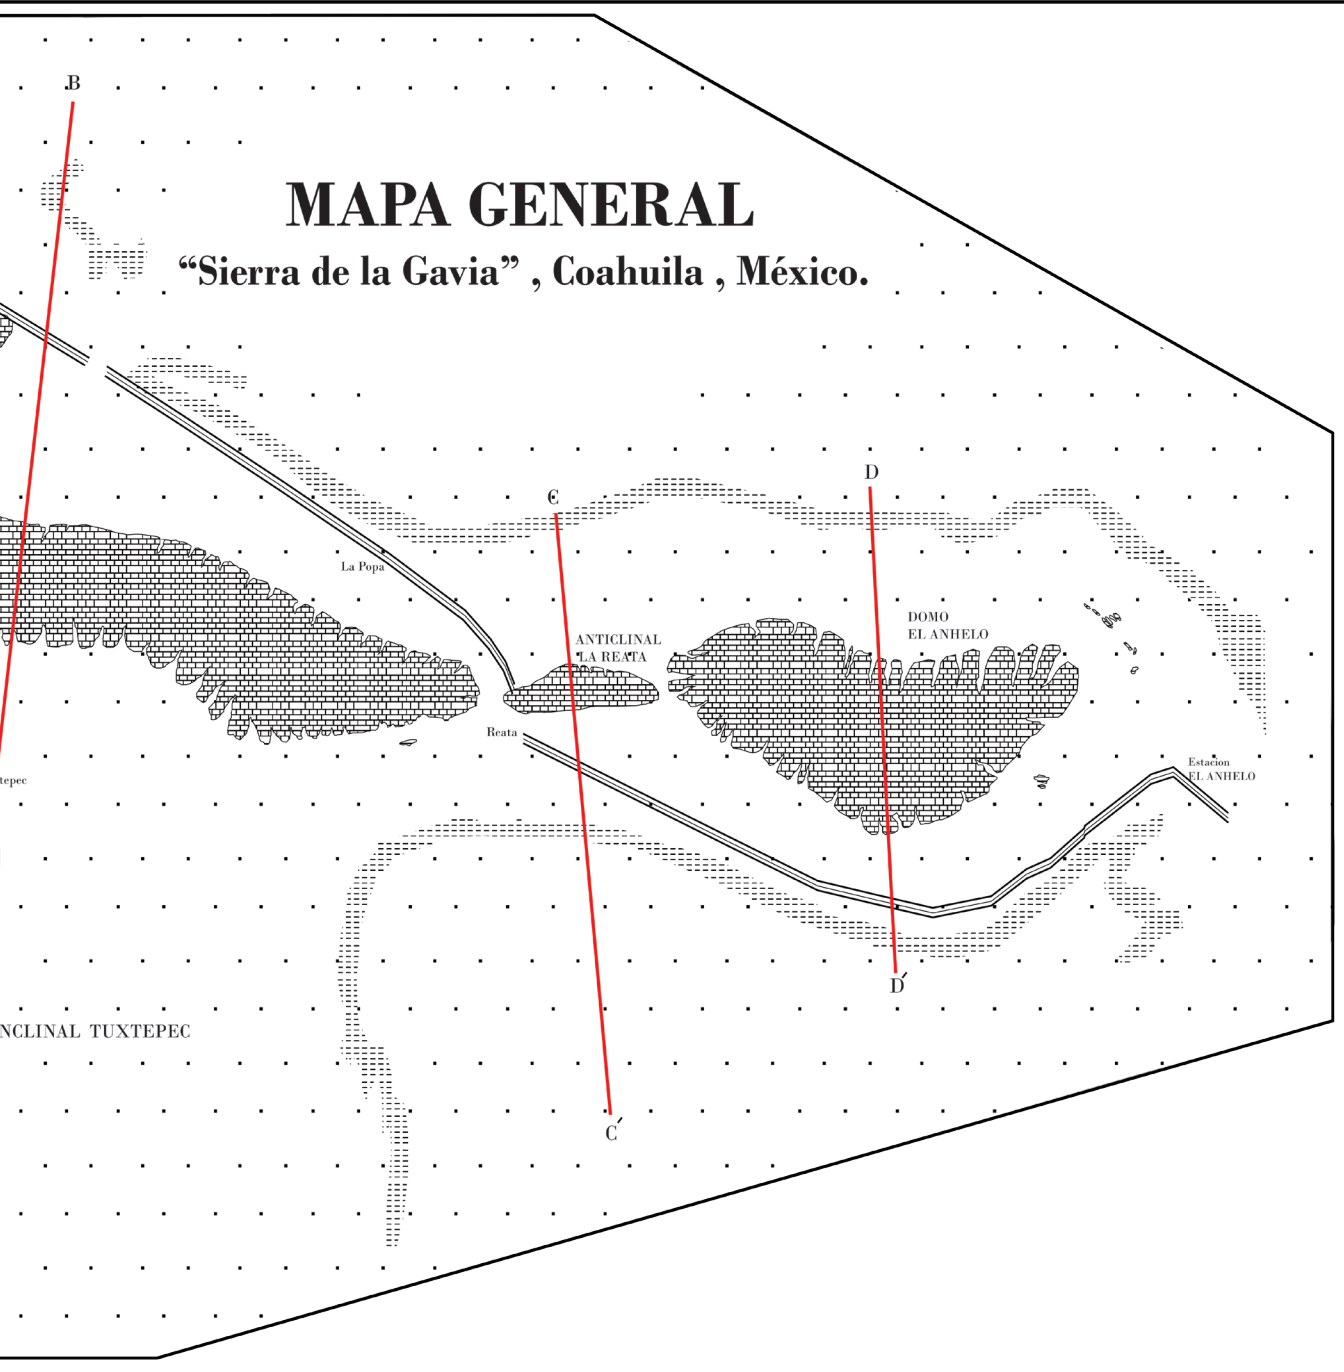 B
MAPA GENERAL
“Sierra de la Gavia” , Coahuila , México.
D
C
La Popa
DOMO
EL ANHELO
ANTICLINAL
LA REATA
Reata
Estacion
EL ANHELO
tepec
D´
NCLINAL TUXTEPEC
C´